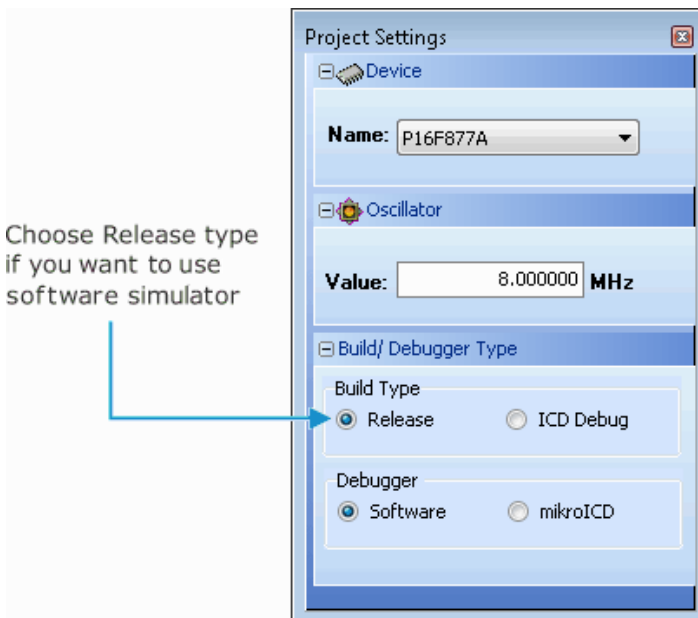 Project Settings
Device
Name: P16F877A
Oscillator
Value: 8.000000 MHz
Choose Release type
if you want to use
software simulator
Build/ Debugger Type
Build Type
Release ICD Debug
Debugger
Software mikroICD